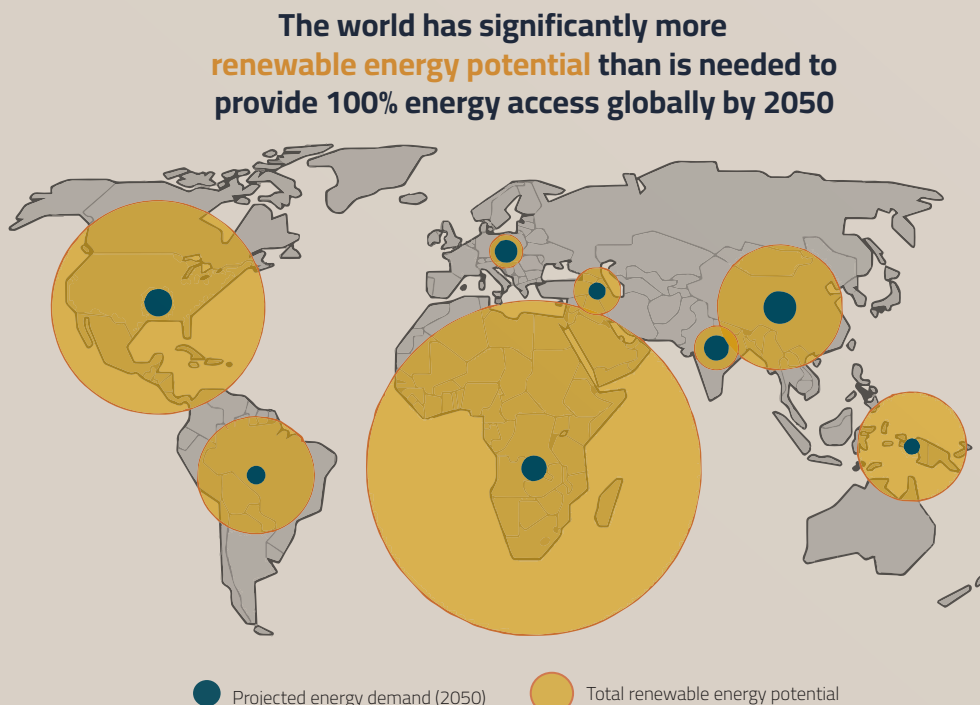 The world has significantly more
renewable energy potential than is needed to
provide 100% energy access globally by 2050
Projected energy demand (2050)
Total renewable energy potential